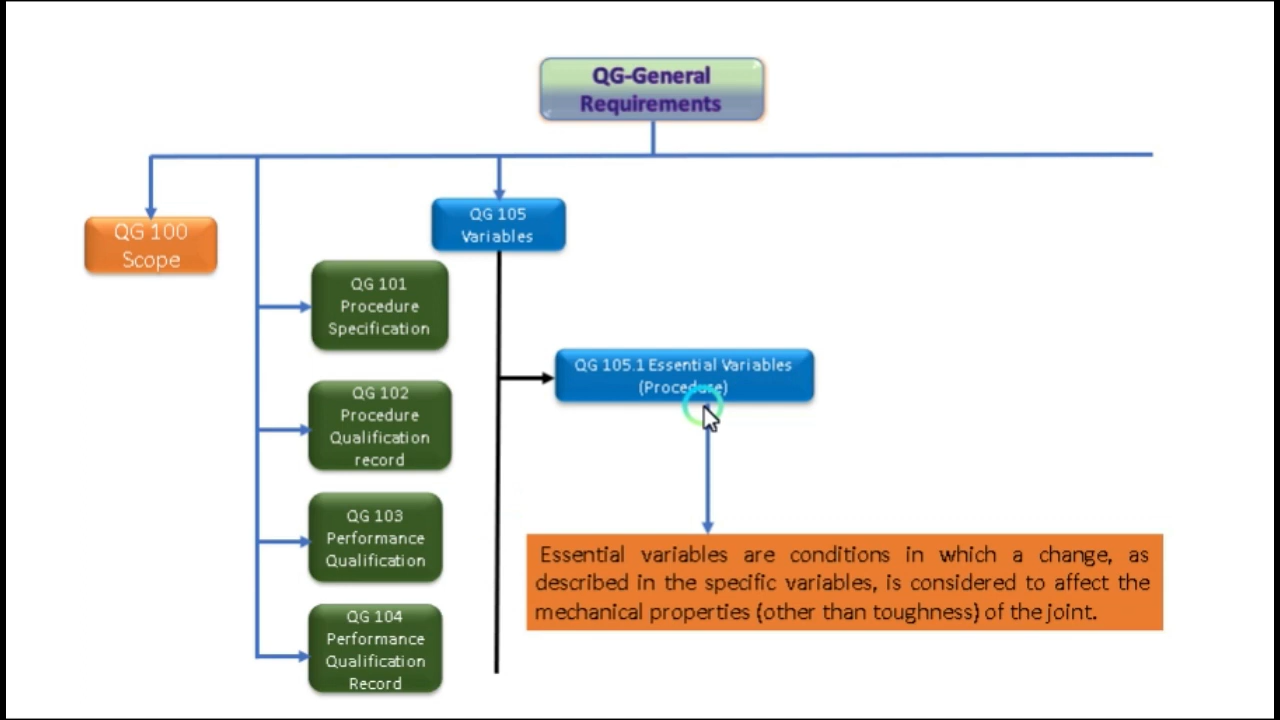 QG-General
Requirements
QG 100
Scope
QG 105
Variables
QG 101
Procedure
Specification
QG 102
Procedure
Qualification
record
QG 103
Performance
Qualification
QG 104
Performance
Qualification
Record
QG 105.1 Essential Variables
(Procedure)
Essential variables are conditions in which a change, as
described in the specific variables, is considered to affect the
mechanical properties (other than toughness) of the joint.